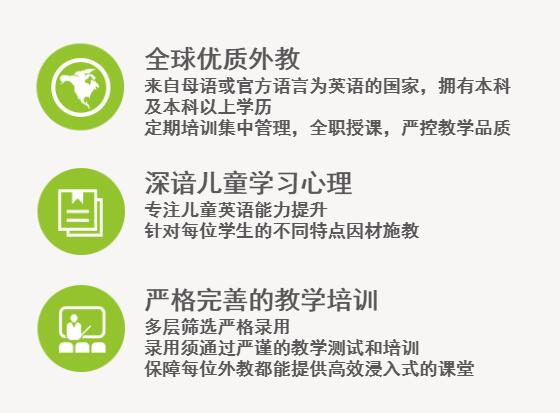 全球优质外教
来自母语或官方语言为英语的国家，拥有本科
及本科以上学历
定期培训集中管理，全职授课，严控教学品质
深谙儿童学习心理
专注儿童英语能力提升
针对每位学生的不同特点因材施教
严格完善的教学培训
多层筛选严格录用
录用须通过严谨的教学测试和培训
保障每位外教都能提供高效浸入式的课堂